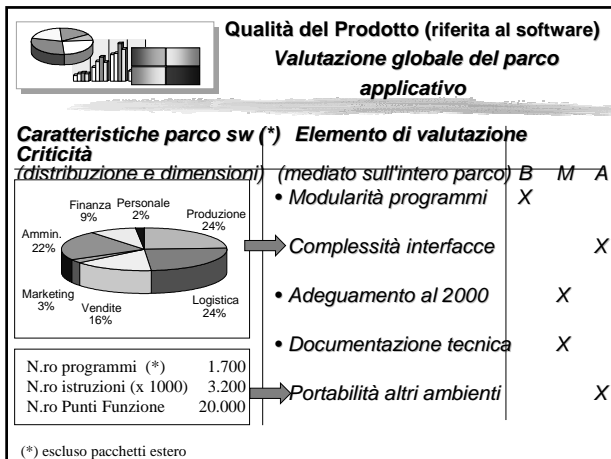 Qualità del Prodotto (riferita al software)
Valutazione globale del parco
applicativo
Caratteristiche parco sw (*) Elemento di valutazione
Criticità
(distribuzione e dimensioni) (mediato sull'intero parco) B M A
Finanza 9%
Personale 2%
Produzione 24%
Ammin. 22%
Marketing 3%
Vendite 16%
Logistica 24%
• Modularità programmi X
Complessità interfacce X
• Adeguamento al 2000 X
• Documentazione tecnica X
Portabilità altri ambienti X
N.ro programmi (*) 1.700
N.ro istruzioni (x 1000) 3.200
N.ro Punti Funzione 20.000
(*) escluso pacchetti estero